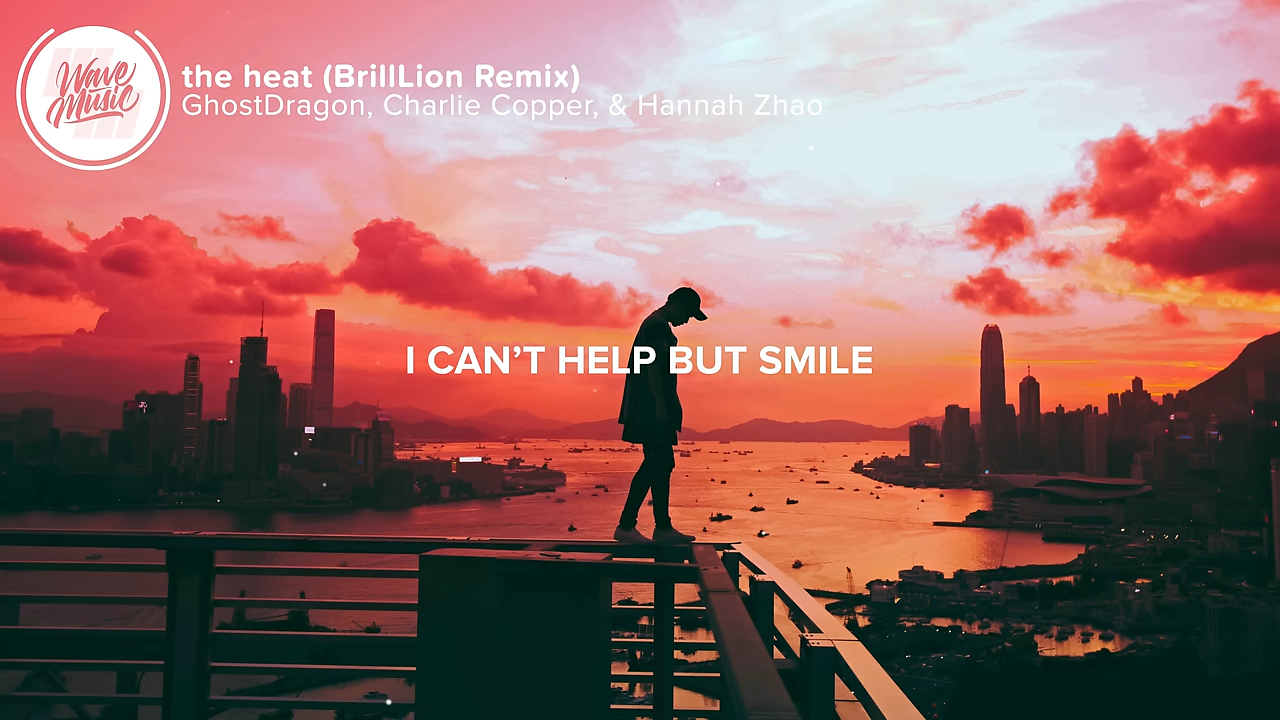 Wave
Music
the heat (BrillLion Remix)
GhostDragon, Charlie Copper, & Hannah Zhao
I CAN’T HELP BUT SMILE